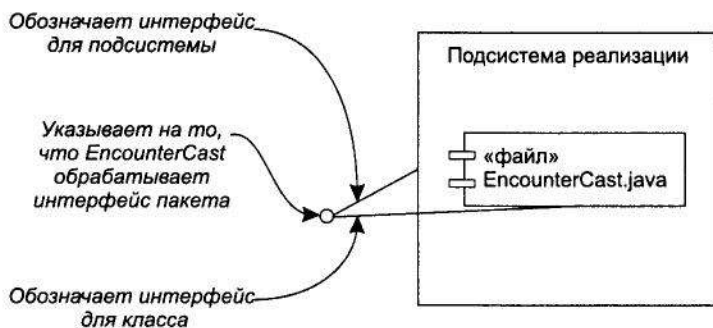 Обозначает интерфейс
для подсистемы
Указывает на то,
что EncounterCast
обрабатывает
интерфейс пакета
Обозначает интерфейс
для класса
Подсистема реализации
«файл»
EncounterCast.java